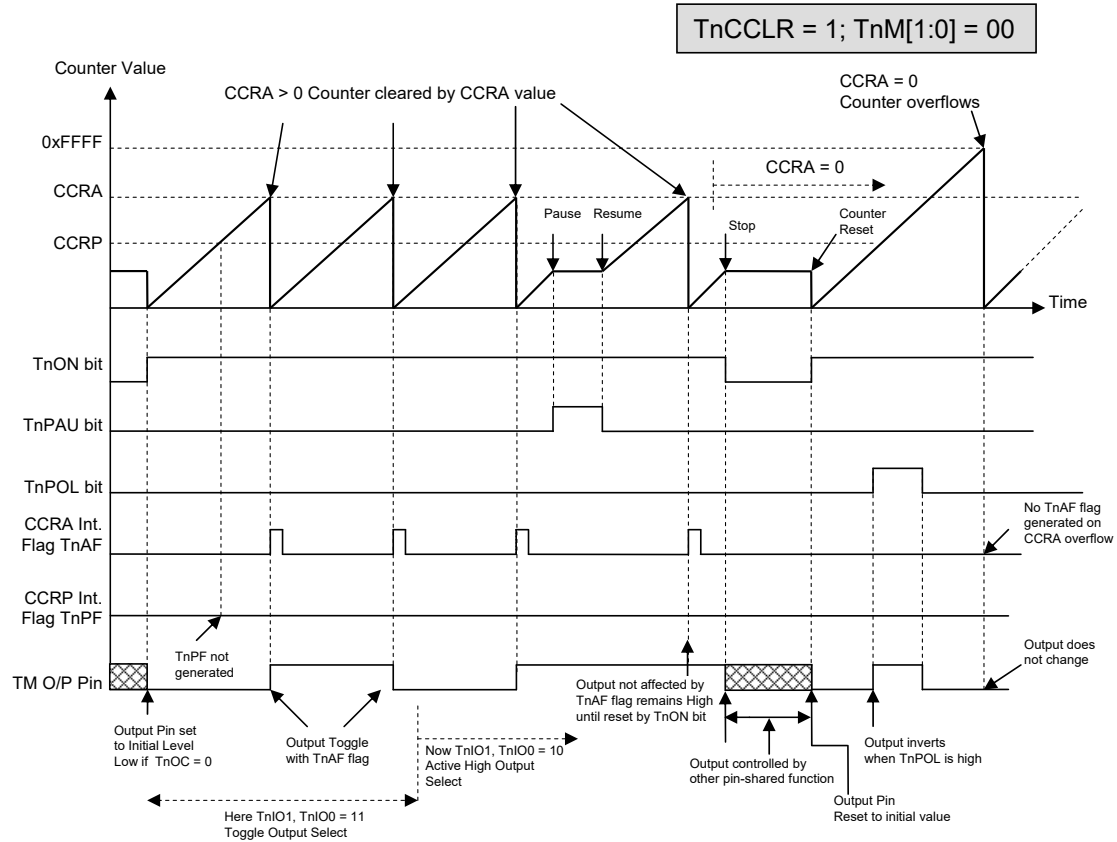 TnCCLR = 1; TnM[1:0] = 00
Counter Value
CCRA > 0 Counter cleared by CCRA value
CCRA = 0
Counter overflows
0xFFFF
CCRA = 0
CCRA
Pause
Resume
Stop
Counter
Reset
CCRP
Time
TnON bit
TnPAU bit
TnPOL bit
No TnAF flag
generated on
CCRA overflow
CCRA Int.
Flag TnAF
CCRP Int.
Flag TnPF
TnPF not
generated
Output does
not change
TM O/P Pin
Output not affected by
TnAF flag remains High
until reset by TnON bit
Output Pin set
to Initial Level
Low if TnOC = 0
Output Toggle
with TnAF flag
Now TnIO1, TnIO0 = 10
Active High Output
Select
Output controlled by
other pin-shared function
Output inverts
when TnPOL is high
Output Pin
Reset to initial value
Here TnIO1, TnIO0 = 11
Toggle Output Select